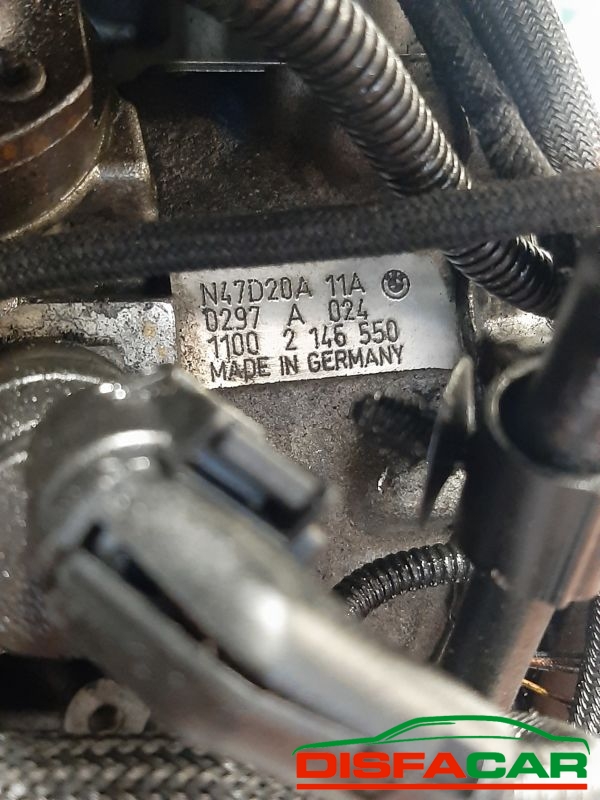 N47D20A 11A
0297 A 024
1100 2 146 550
MADE IN GERMANY
DISFACAR